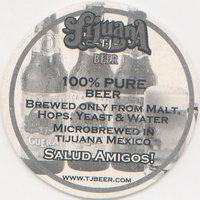 Tijuana
TJ
BEER
100% PURE
BEER
BREWED ONLY FROM MALT,
HOPS, YEAST & WATER
MICROBREWED IN
TIJUANA MEXICO
SALUD AMIGOS!
GUERA
WWW.TJBEER.COM